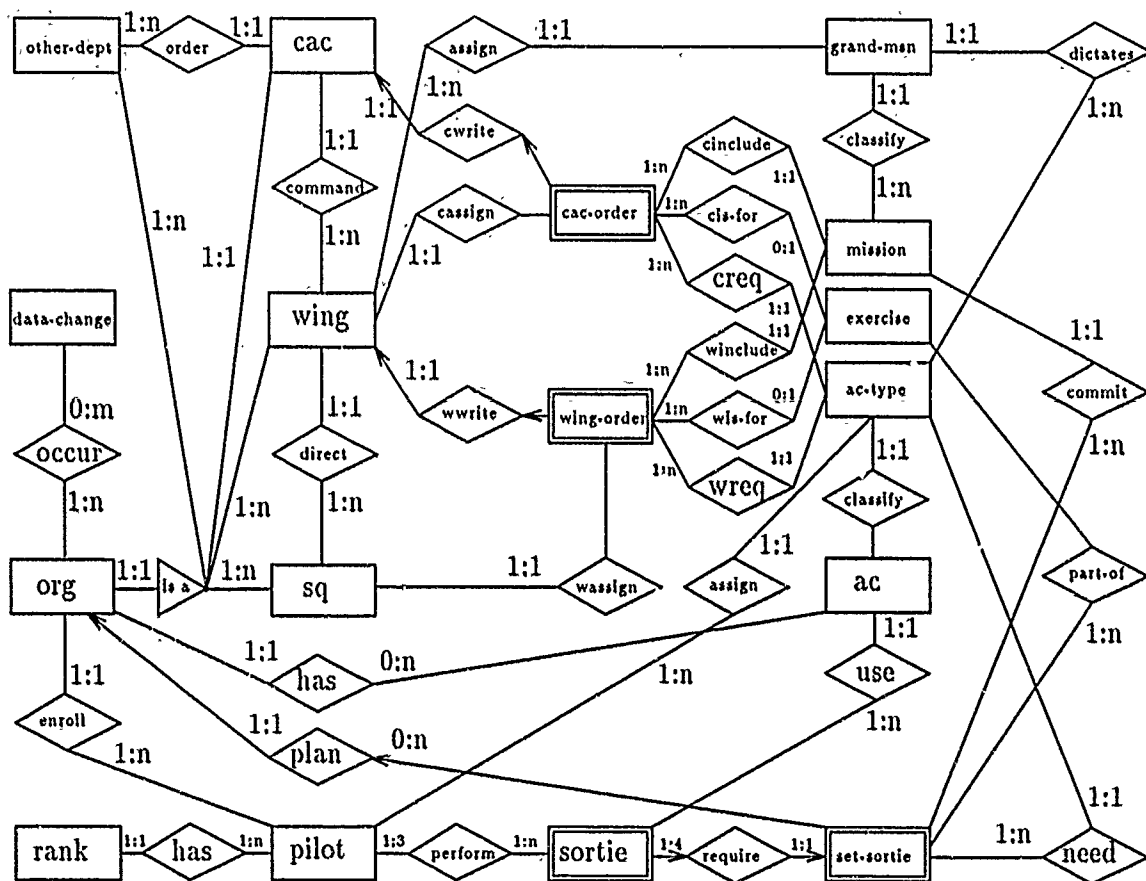 1:n 1:1 1:1 1:1
other-dept order cac assign grand-msn dictates
1:n 1:1 1:n
1:1 1:1 cwrite cinclude classify
1:n 1:1
command cassign cac-order 1:n cis-for 1:n
1:n 1:n 1:1 0:1 mission
1:1 1:n creq
data-change wing 1:1 exercise 1:1
1:1
1:1 winclude
1:n
0:m 1:1 wwrite wing-order 1:n wis-for 0:1 ac-type commit
occur direct 1:1 1:n
1:n 1:n 1:n 1:n wreq 1:1 classify
1:1
org 1:1 is a 1:n sq 1:1 wassign assign ac part-of
1:1 1:n
1:1 has 0:n 1:n use
enroll 1:1 0:n 1:n
1:n plan
1:1
rank 1:1 has 1:n pilot 1:3 perform 1:n sortie 1:4 require 1:1 set-sortie 1:n need